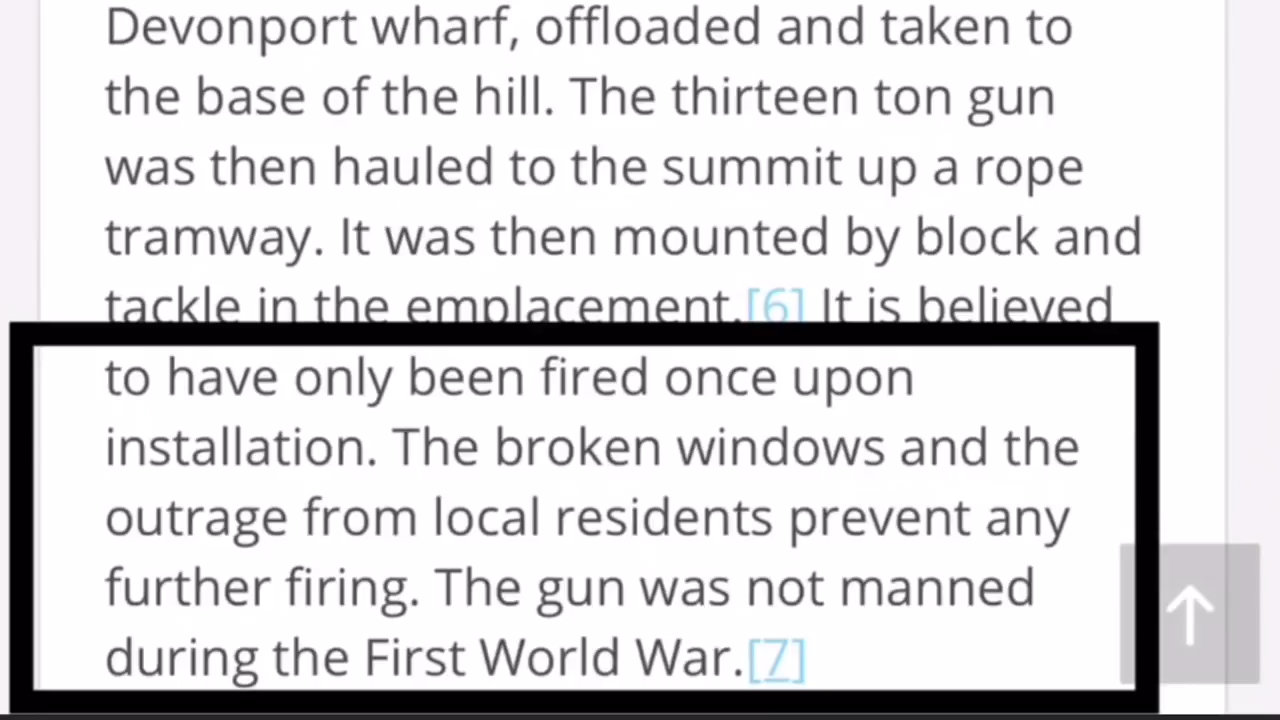 Devonport wharf, offloaded and taken to
the base of the hill. The thirteen ton gun
was then hauled to the summit up a rope
tramway. It was then mounted by block and
tackle in the emplacement.[6] It is believed
to have only been fired once upon
installation. The broken windows and the
outrage from local residents prevent any
further firing. The gun was not manned
during the First World War.[7]